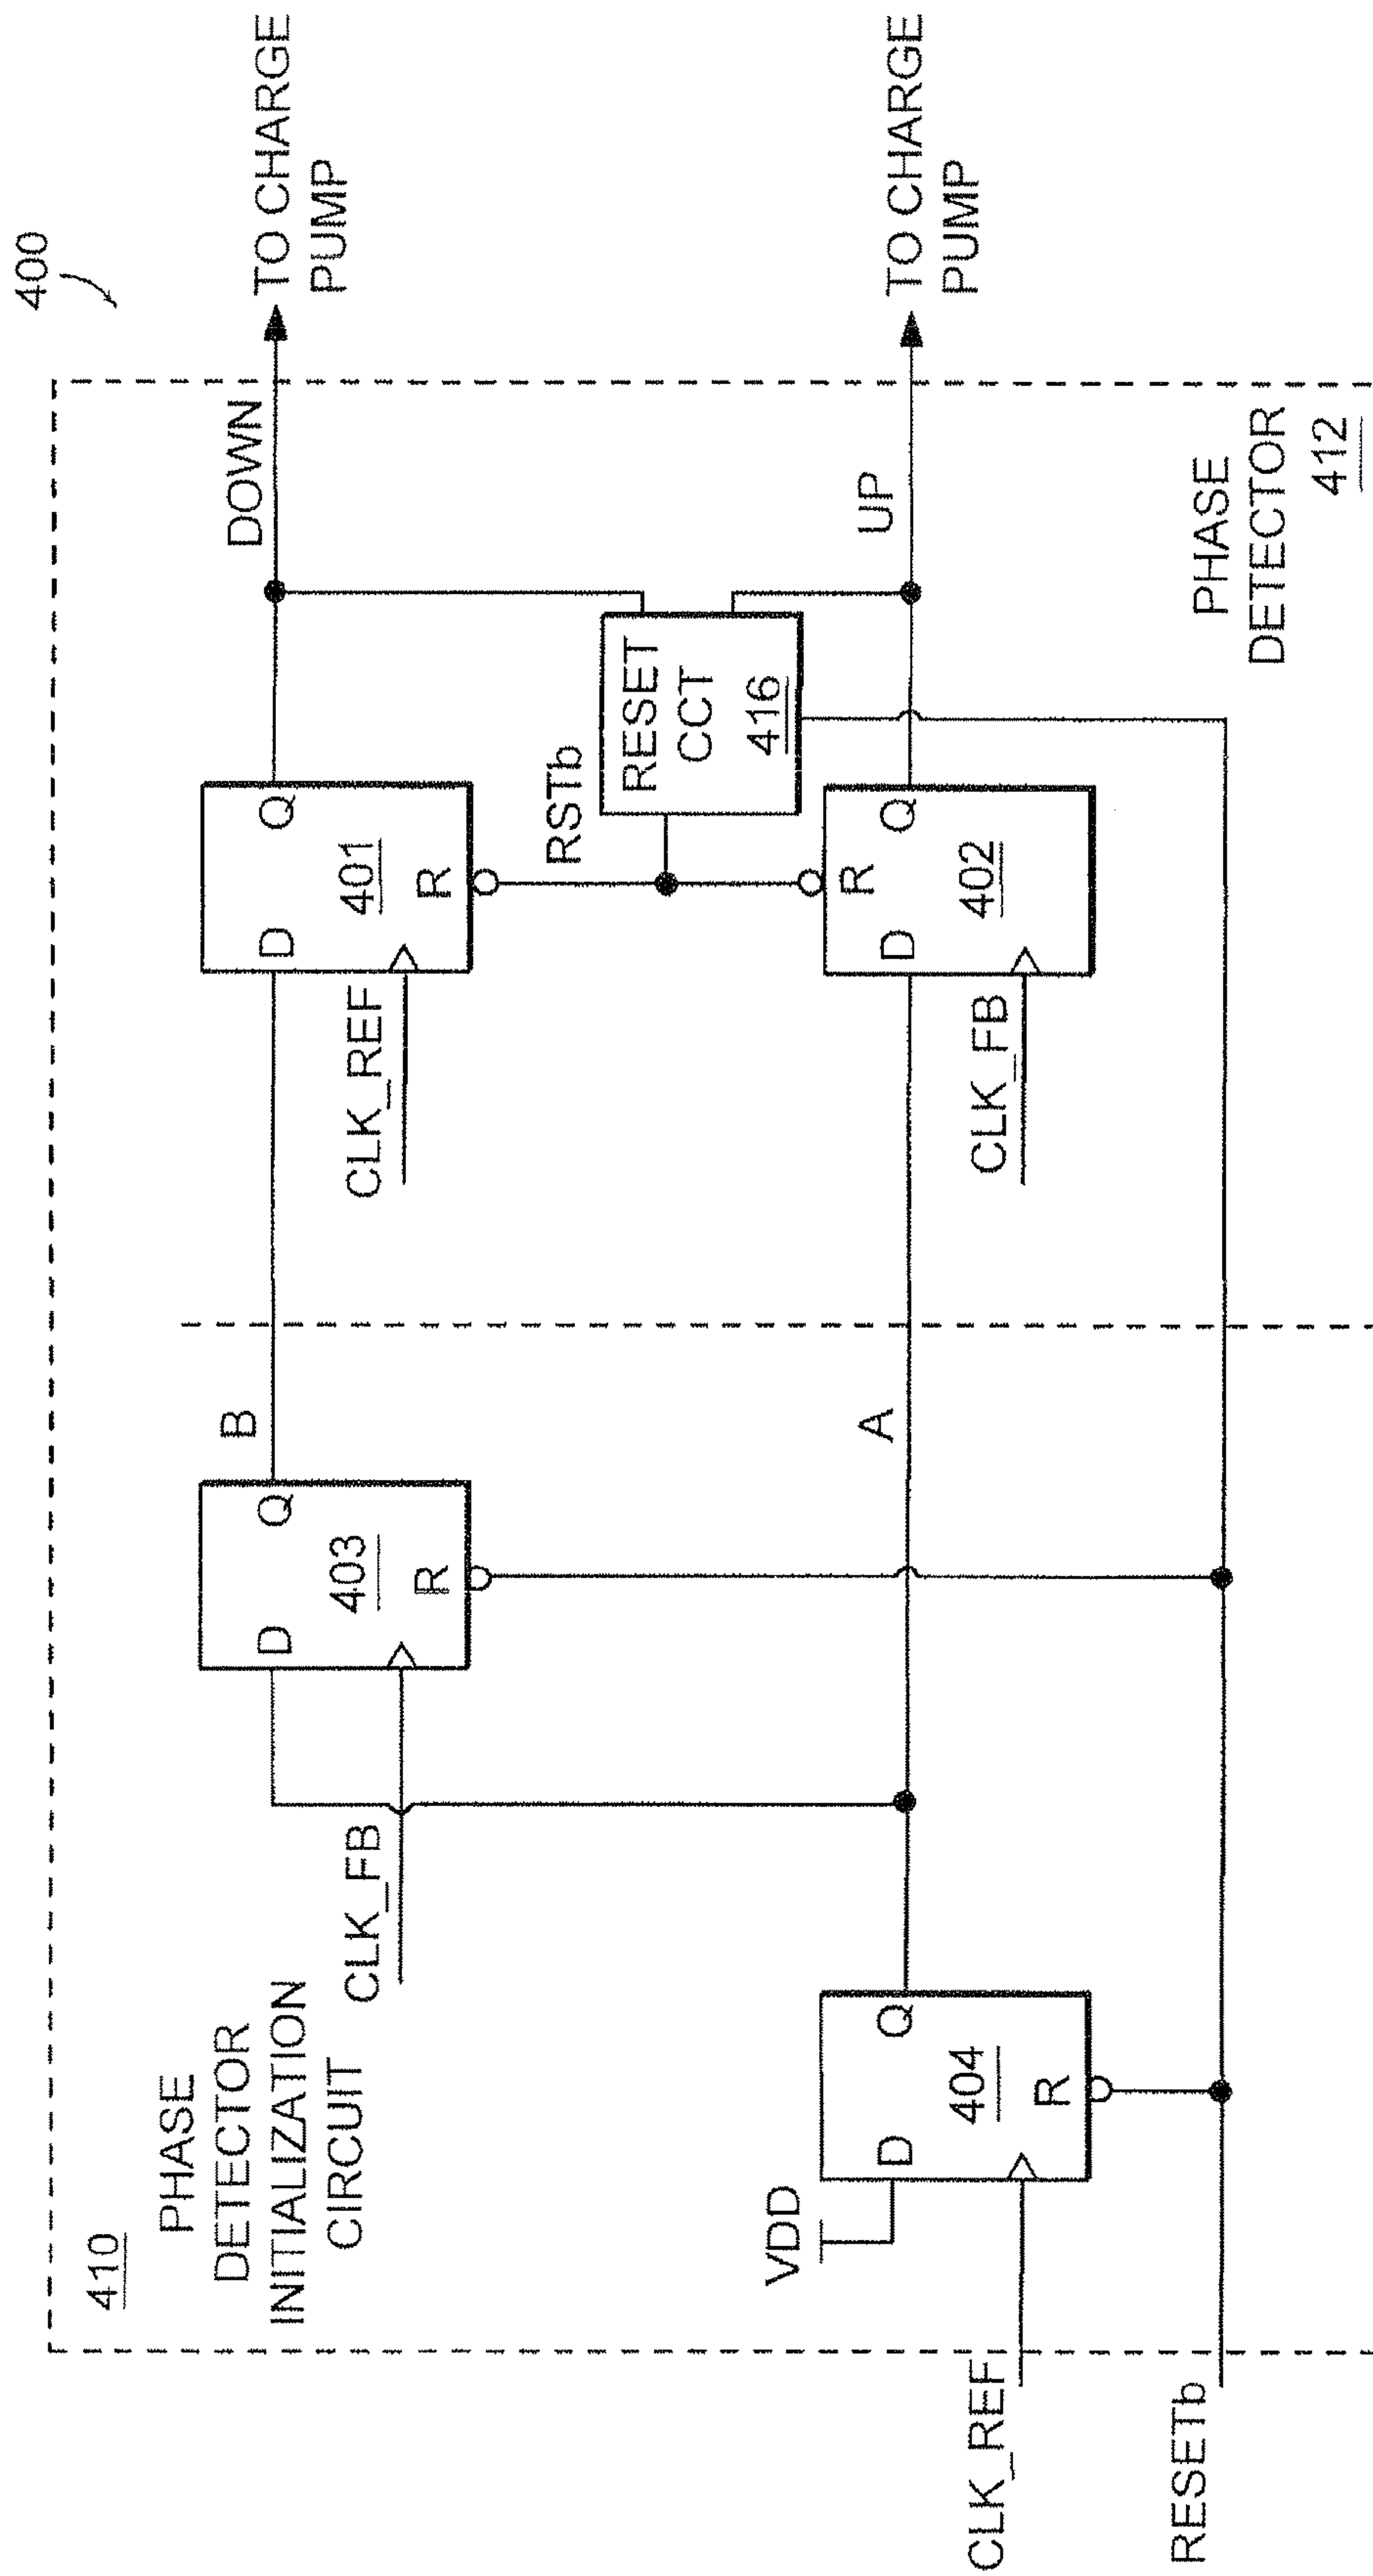 400
410
PHASE
DETECTOR
INITIALIZATION
CIRCUIT
CLK_FB
D
Q
403
R
B
CLK_REF
D
Q
401
R
DOWN
TO CHARGE
PUMP
RSTb
RESET
CCT
416
VDD
D
Q
404
R
A
CLK_FB
D
Q
402
R
UP
TO CHARGE
PUMP
CLK_REF
RESETb
PHASE
DETECTOR
412